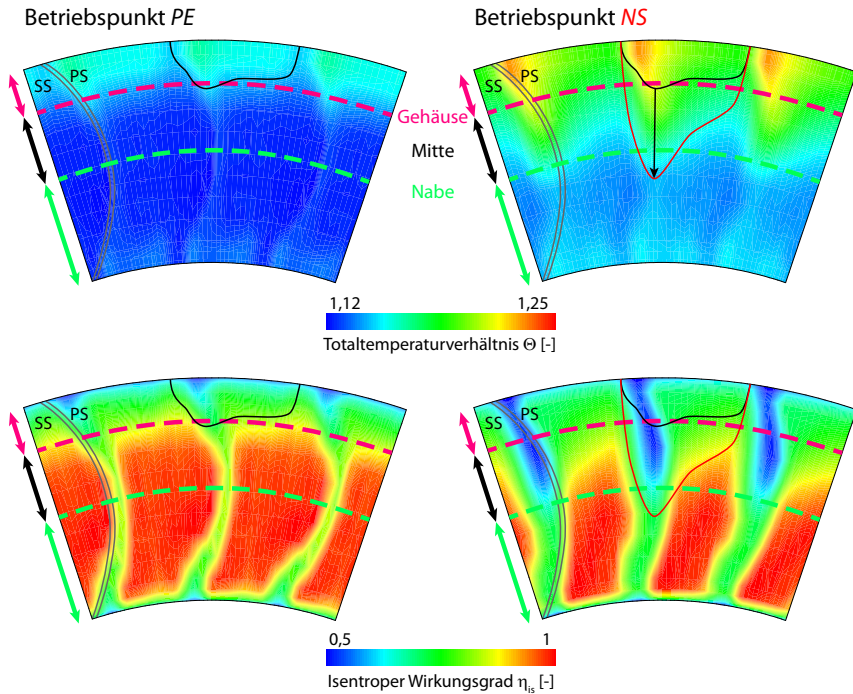 Betriebspunkt PE
Betriebspunkt NS
SS
PS
SS
PS
Gehäuse
Mitte
Nabe
1,12
1,25
Totaltemperaturverhältnis Θ [-]
SS
PS
SS
PS
0,5
1
Isentroper Wirkungsgrad ηis [-]